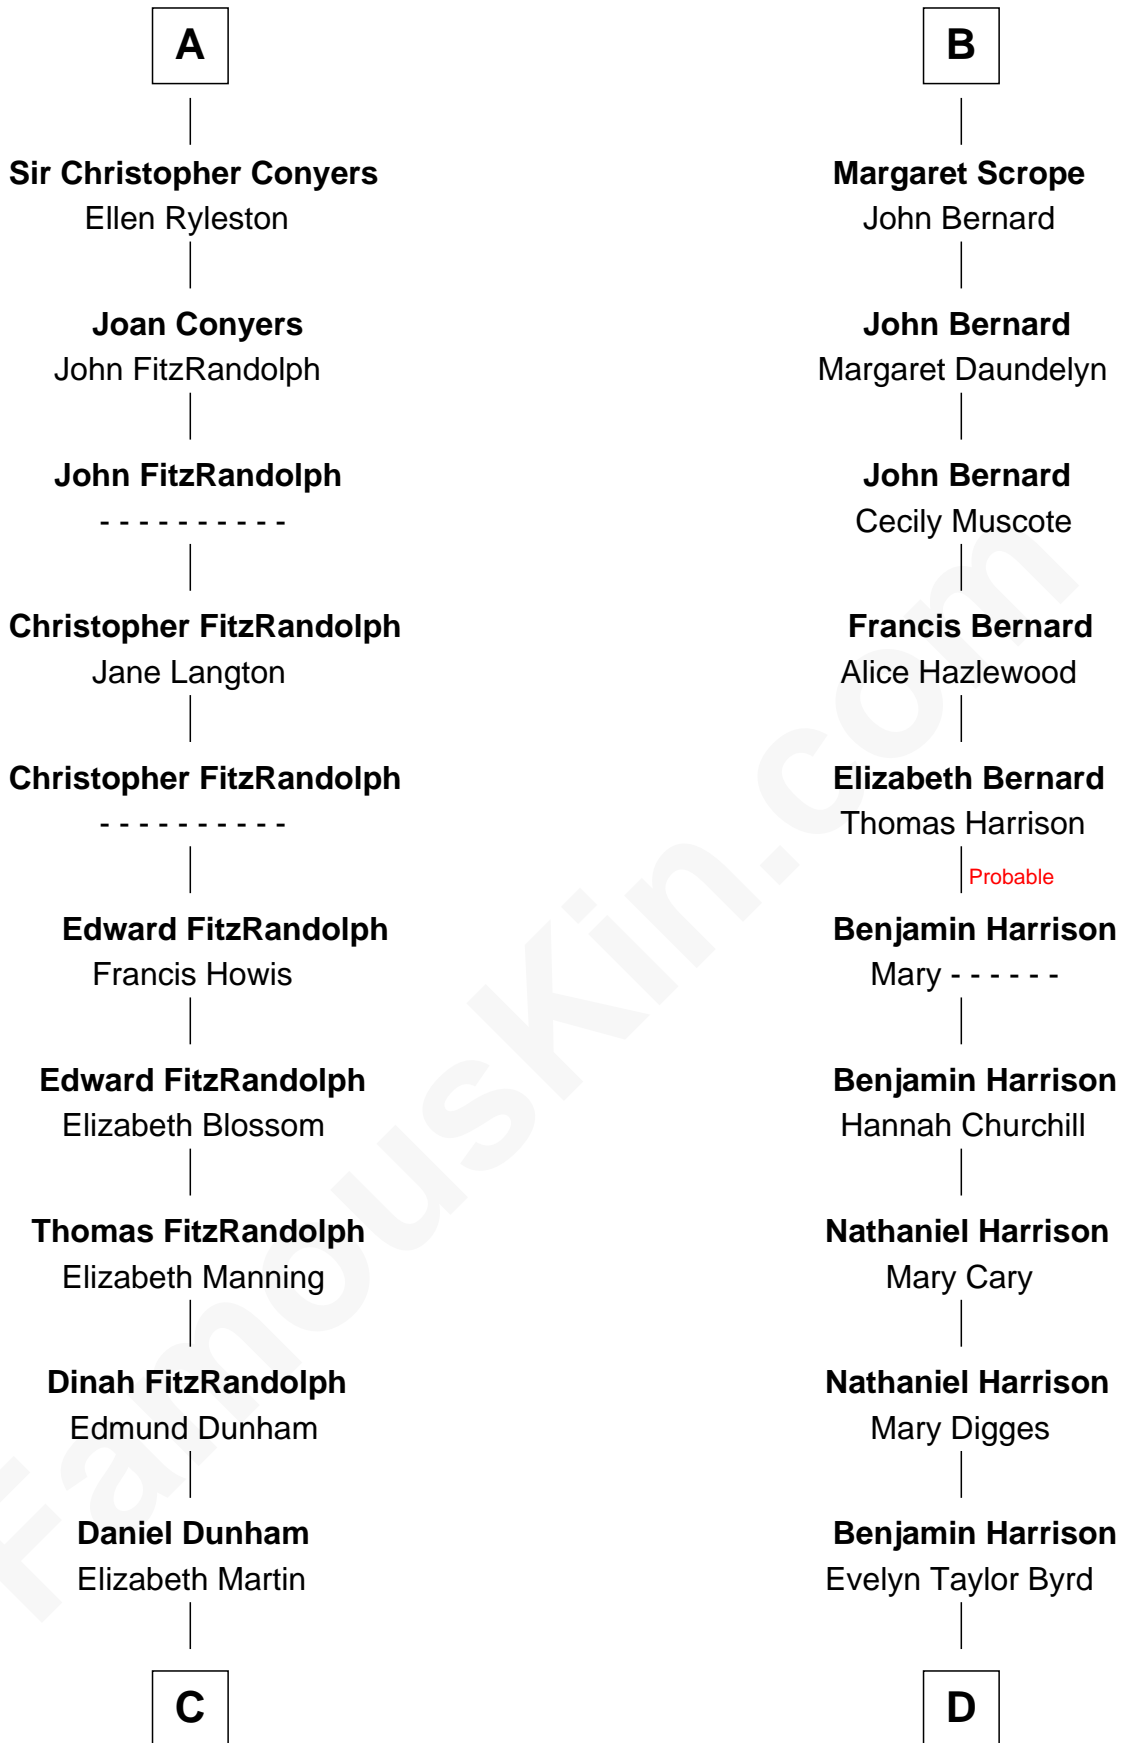 A
Sir Christopher Conyers
Ellen Ryleston
Joan Conyers
John FitzRandolph
John FitzRandolph
- - - - - - - - - -
Christopher FitzRandolph
Jane Langton
Christopher FitzRandolph
- - - - - - - - - -
Edward FitzRandolph
Francis Howis
Edward FitzRandolph
Elizabeth Blossom
Thomas FitzRandolph
Elizabeth Manning
Dinah FitzRandolph
Edmund Dunham
Daniel Dunham
Elizabeth Martin
C
B
Margaret Scrope
John Bernard
John Bernard
Margaret Daundelyn
John Bernard
Cecily Muscote
Francis Bernard
Alice Hazlewood
Elizabeth Bernard
Thomas Harrison
Probable
Benjamin Harrison
Mary - - - - - -
Benjamin Harrison
Hannah Churchill
Nathaniel Harrison
Mary Cary
Nathaniel Harrison
Mary Digges
Benjamin Harrison
Evelyn Taylor Byrd
D
FamousKin.com